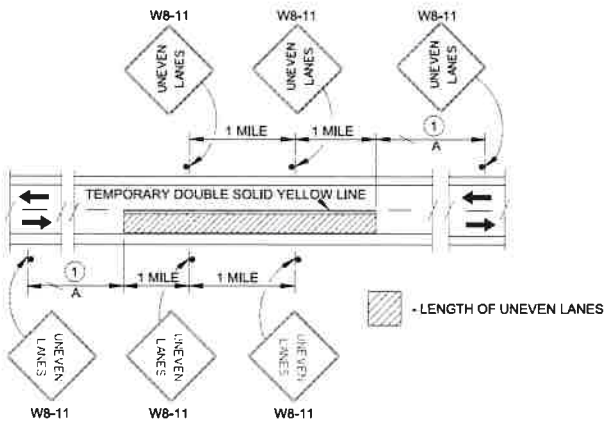 W8-11
W8-11
W8-11
UNEVEN
LANES
UNEVEN
LANES
UNEVEN
LANES
1 MILE
1 MILE
1
A
TEMPORARY DOUBLE SOLID YELLOW LINE
1
A
1 MILE
1 MILE
UNEVEN
LANES
UNEVEN
LANES
UNEVEN
LANES
- LENGTH OF UNEVEN LANES
W8-11
W8-11
W8-11